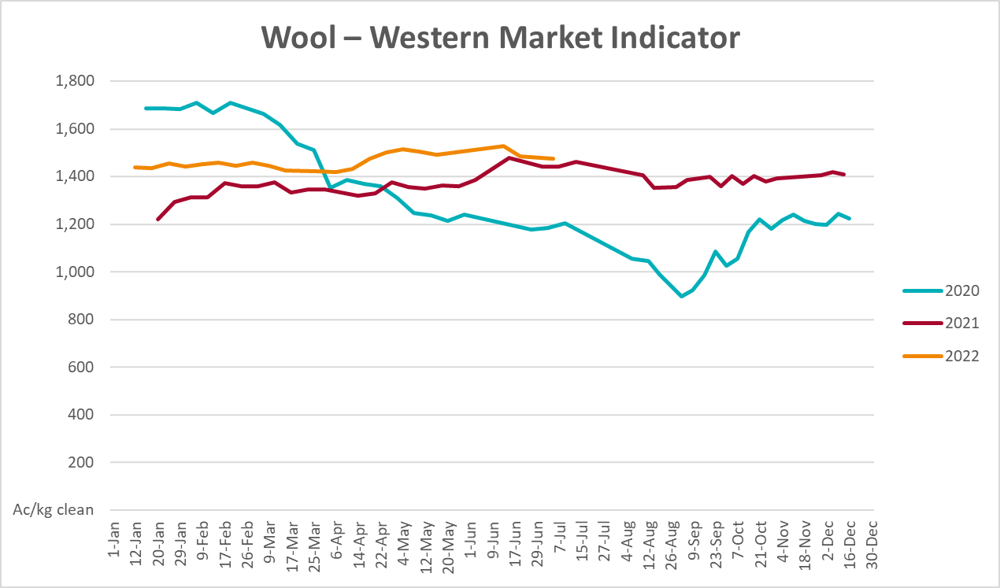 Wool – Western Market Indicator
1,800
1,600
1,400
1,200
1,000
800
600
400
200
Ac/kg clean
1-Jan
12-Jan
20-Jan
29-Jan
9-Feb
17-Feb
26-Feb
9-Mar
17-Mar
25-Mar
6-Apr
14-Apr
22-Apr
4-May
12-May
20-May
1-Jun
9-Jun
17-Jun
29-Jun
7-Jul
15-Jul
27-Jul
4-Aug
12-Aug
26-Aug
9-Sep
23-Sep
7-Oct
21-Oct
4-Nov
18-Nov
2-Dec
16-Dec
30-Dec
2020
2021
2022